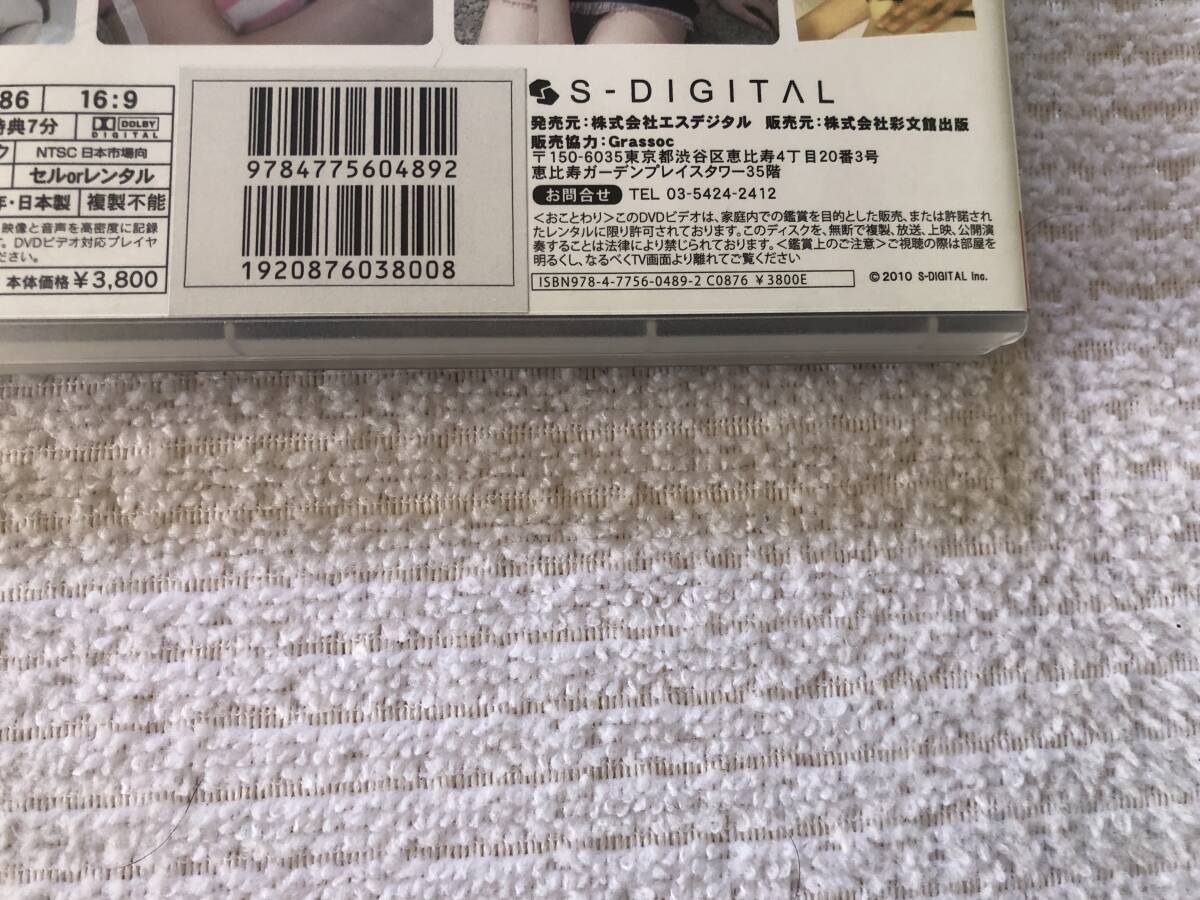 86 16:9
特典7分 DOLBY DIGITAL
ク NTSC 日本市場向
セルorレンタル
年・日本製 複製不能
映像と音声を高密度に記録
す。DVDビデオ対応プレイヤ
ださい。
本体価格 ¥3,800
9784775604892
1920876038008
S-DIGITAL
発売元：株式会社エスデジタル 販売元：株式会社彩文館出版
販売協力：Grassoc
〒150-6035東京都渋谷区恵比寿4丁目20番3号
恵比寿ガーデンプレイスタワー35階
お問合せ TEL 03-5424-2412
＜おことわり＞このDVDビデオは、家庭内での鑑賞を目的とした販売、または許諾され
たレンタルに限り許可されております。このディスクを、無断で複製、放送、上映、公開演
奏することは法律により禁じられております。＜鑑賞上のご注意＞ご視聴の際は部屋を
明るくし、なるべくTV画面より離れてご覧ください
ISBN978-4-7756-0489-2 C0876 ¥3800E
©2010 S-DIGITAL Inc.